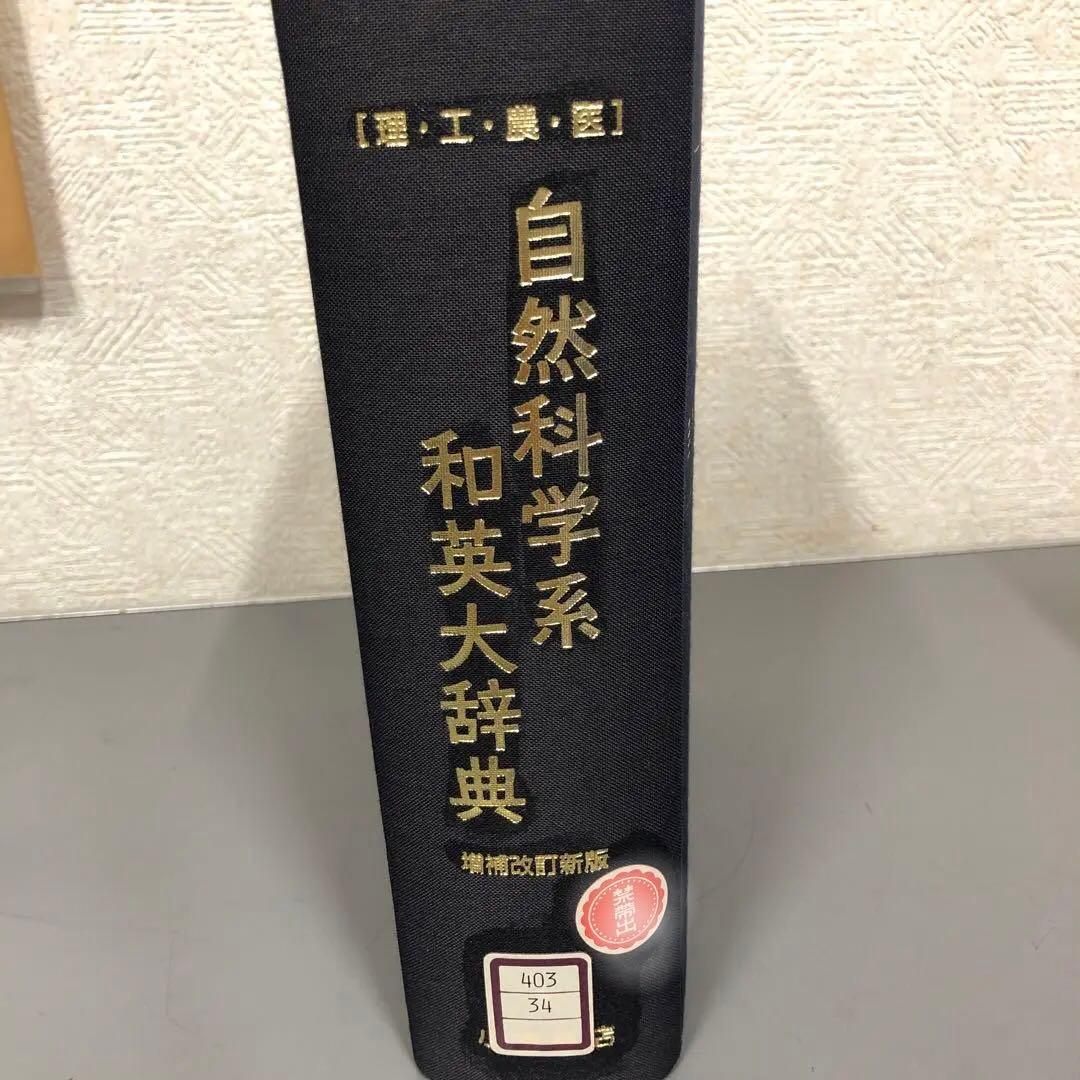 [理・工・農・医]
自然科学系
和英大辞典
増補改訂新版
禁帯出
403
34
店